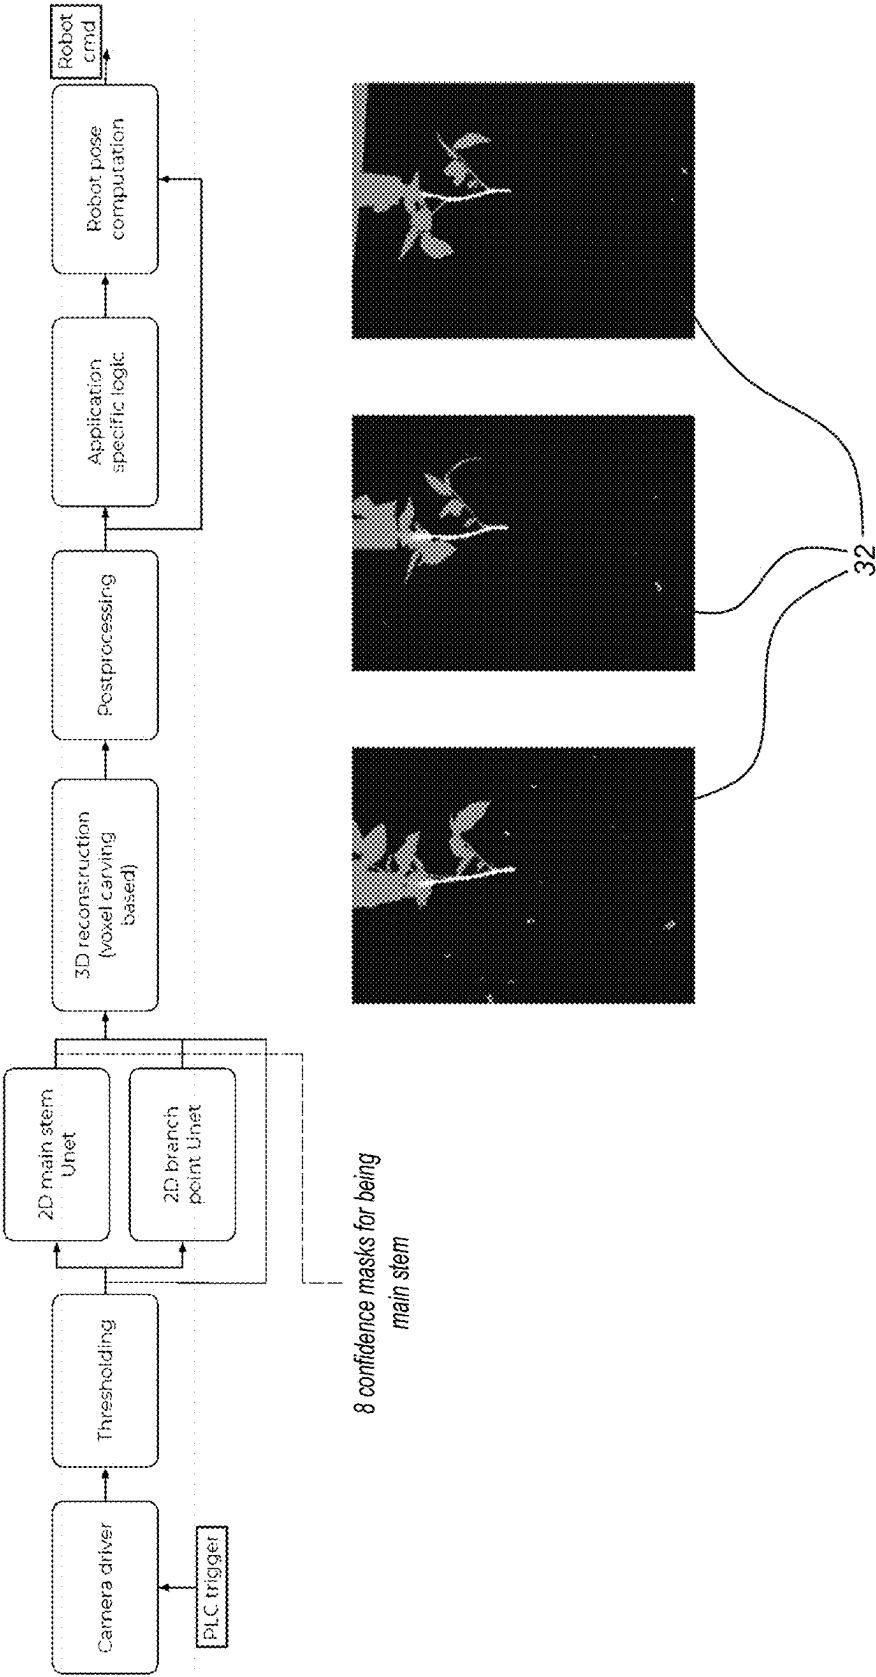 Camera driver
PLC trigger
Thresholding
2D main stem
Unet
2D branch
point Unet
8 confidence masks for being
main stem
3D reconstruction
(voxel carving
based)
Postprocessing
Application
specific logic
Robot pose
computation
Robot
cmd
32